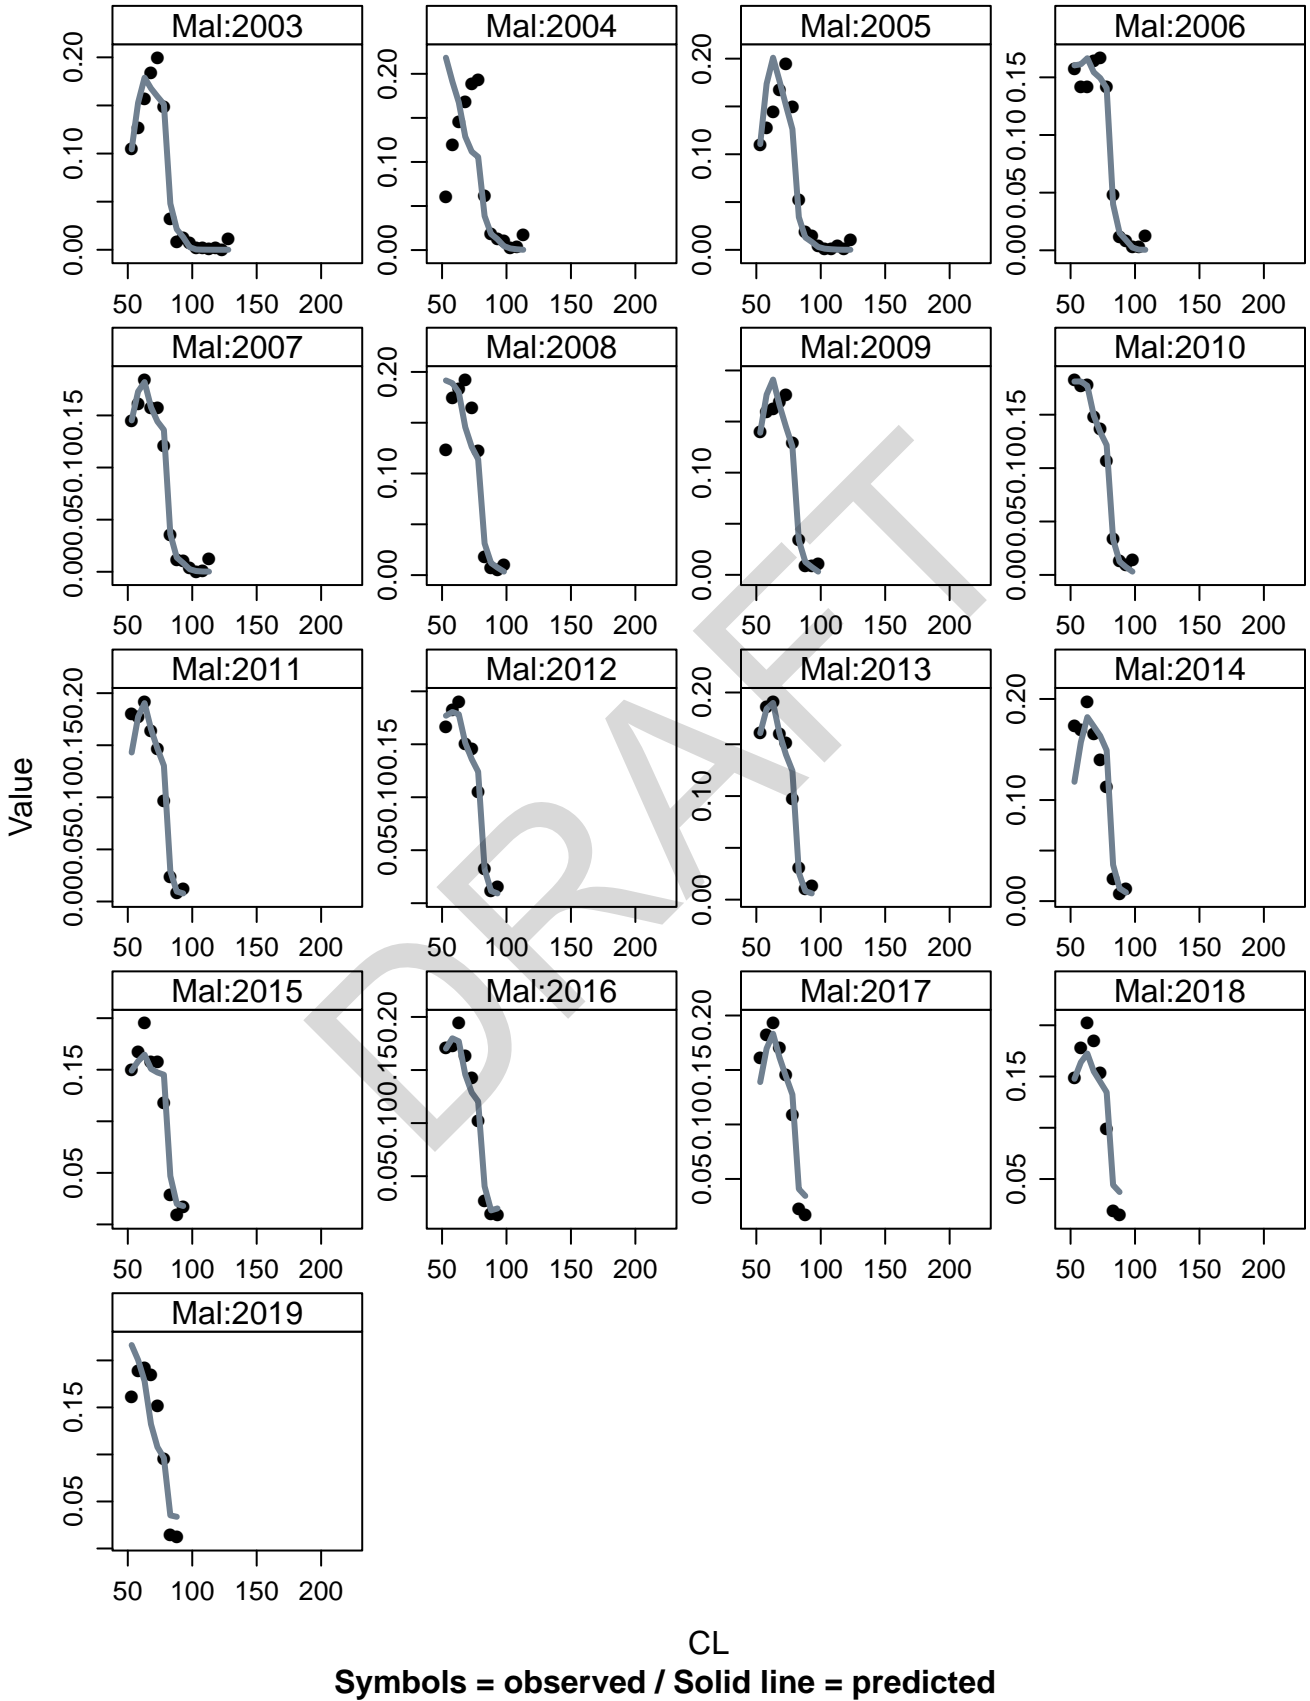 Mal:2003 Mal:2004 Mal:2005 Mal:2006
0.00 0.10 0.20 0.00 0.10 0.20 0.00 0.10 0.20 0.00 0.05 0.10 0.15
50 100 150 200 50 100 150 200 50 100 150 200 50 100 150 200
Mal:2007 Mal:2008 Mal:2009 Mal:2010
0.00 0.05 0.10 0.15 0.00 0.10 0.20 0.00 0.10 0.00 0.05 0.10 0.15
50 100 150 200 50 100 150 200 50 100 150 200 50 100 150 200
Mal:2011 Mal:2012 Mal:2013 Mal:2014
0.00 0.05 0.10 0.15 0.20 0.05 0.10 0.15 0.00 0.10 0.20 0.00 0.10 0.20
50 100 150 200 50 100 150 200 50 100 150 200 50 100 150 200
Mal:2015 Mal:2016 Mal:2017 Mal:2018
0.05 0.15 0.05 0.10 0.15 0.20 0.05 0.10 0.15 0.20 0.05 0.15
50 100 150 200 50 100 150 200 50 100 150 200 50 100 150 200
Mal:2019
0.05 0.15
50 100 150 200
Value
DRAFT
CL
Symbols = observed / Solid line = predicted